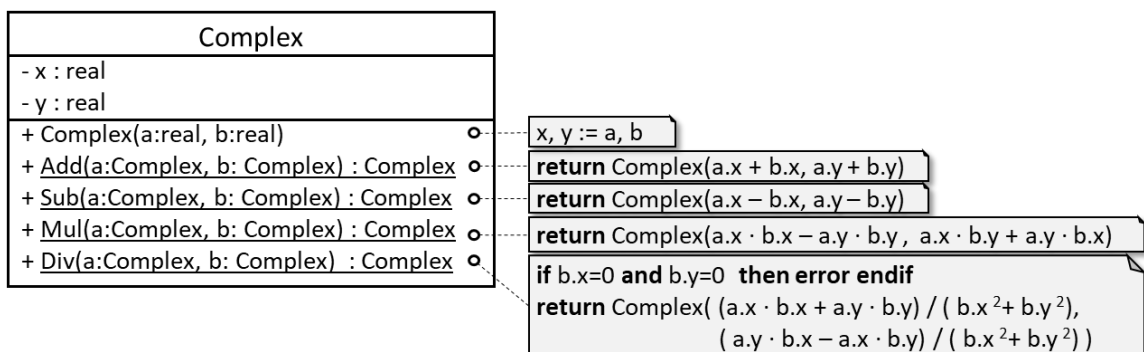 Complex
- x : real
- y : real
+ Complex(a:real, b:real)
x, y := a, b
+ Add(a:Complex, b: Complex) : Complex
return Complex(a.x + b.x, a.y + b.y)
+ Sub(a:Complex, b: Complex) : Complex
return Complex(a.x – b.x, a.y – b.y)
+ Mul(a:Complex, b: Complex) : Complex
return Complex(a.x · b.x – a.y · b.y , a.x · b.y + a.y · b.x)
+ Div(a:Complex, b: Complex) : Complex
if b.x=0 and b.y=0 then error endif
return Complex( (a.x · b.x + a.y · b.y) / ( b.x ²+ b.y ²),
( a.y · b.x – a.x · b.y) / ( b.x ²+ b.y ²) )